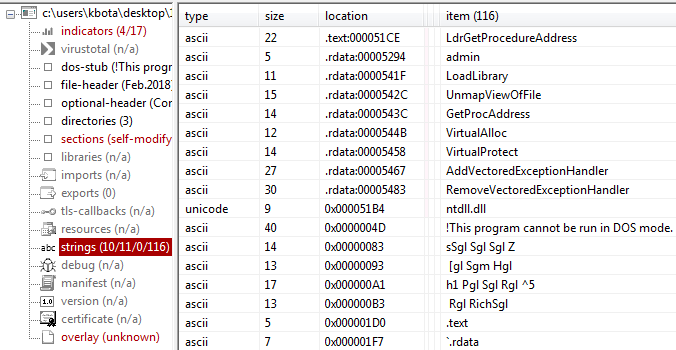 c:\users\kbota\desktop\1
indicators (4/17)
virustotal (n/a)
dos-stub (!This progran
file-header (Feb.2018)
optional-header (Con
directories (3)
sections (self-modify
libraries (n/a)
imports (n/a)
exports (0)
tls-callbacks (n/a)
resources (n/a)
abc strings (10/11/0/116)
debug (n/a)
manifest (n/a)
1.0 version (n/a)
certificate (n/a)
overlay (unknown)
type size location item (116)
ascii 22 .text:000051CE LdrGetProcedureAddress
ascii 5 .rdata:00005294 admin
ascii 11 .rdata:0000541F LoadLibrary
ascii 15 .rdata:0000542C UnmapViewOfFile
ascii 14 .rdata:0000543C GetProcAddress
ascii 12 .rdata:0000544B VirtualAlloc
ascii 14 .rdata:00005458 VirtualProtect
ascii 27 .rdata:00005467 AddVectoredExceptionHandler
ascii 30 .rdata:00005483 RemoveVectoredExceptionHandler
unicode 9 0x000051B4 ntdll.dll
ascii 40 0x0000004D !This program cannot be run in DOS mode.
ascii 14 0x00000083 sSgl Sgl Sgl Z
ascii 13 0x00000093 [gl Sgm Hgl
ascii 17 0x000000A1 h1 Pgl Sgl Rgl ^5
ascii 13 0x000000B3 Rgl RichSgl
ascii 5 0x000001D0 .text
ascii 7 0x000001F7 `.rdata